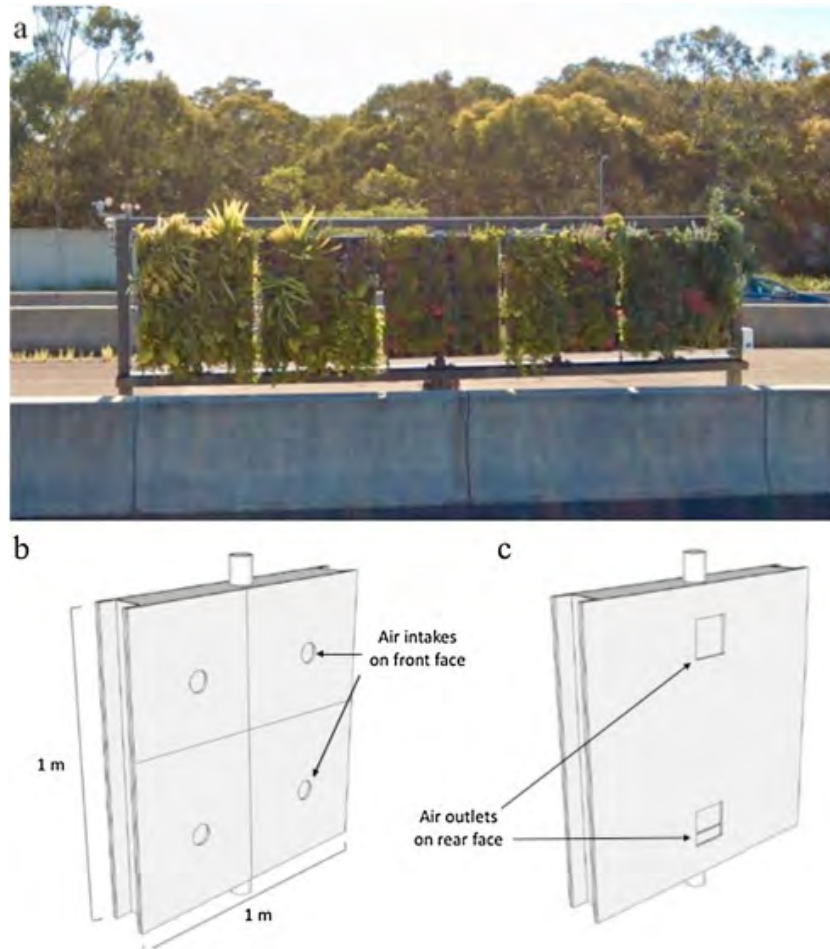 a
b
c
Air intakes
on front face
1 m
Air outlets
on rear face
1 m